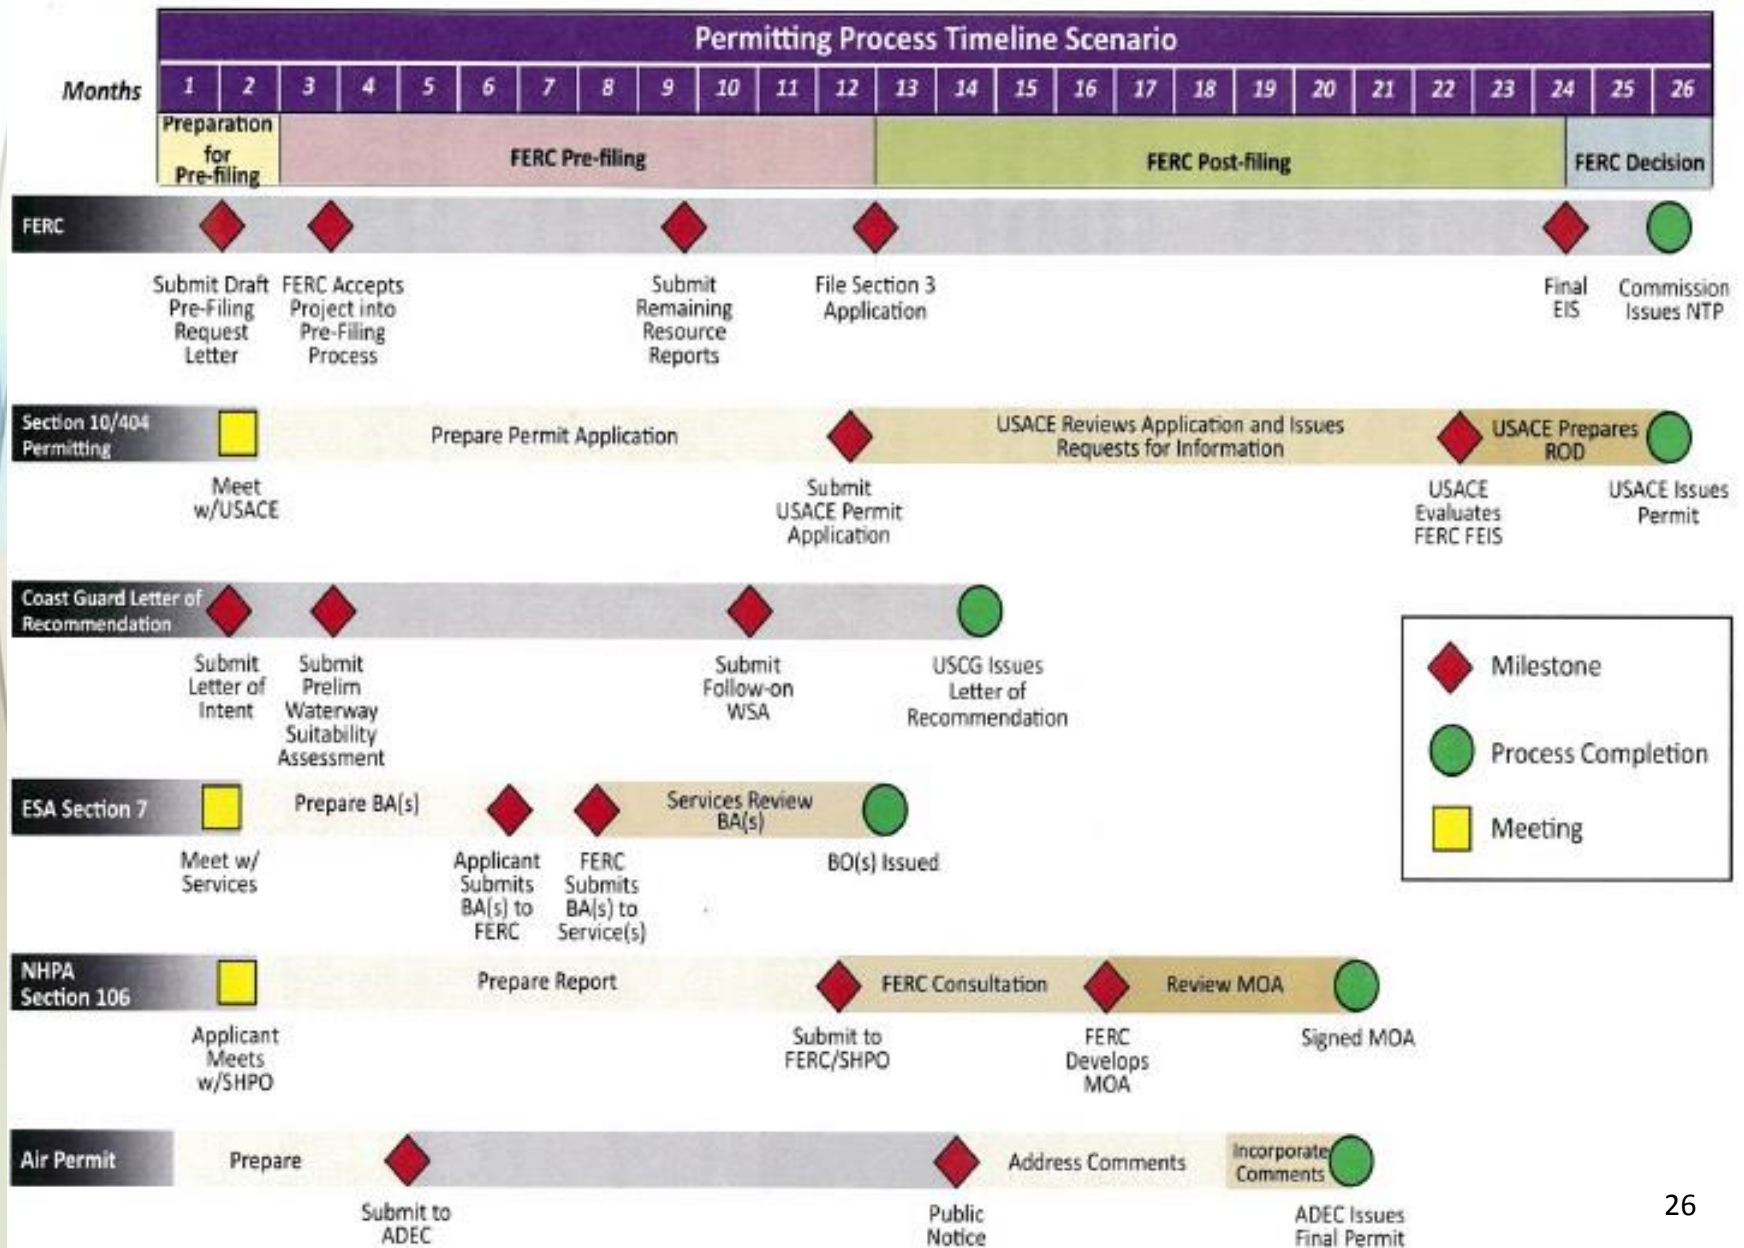 Permitting Process Timeline Scenario
Months 1 2 3 4 5 6 7 8 9 10 11 12 13 14 15 16 17 18 19 20 21 22 23 24 25 26
Preparation
for
Pre-filing
FERC Pre-filing
FERC Post-filing
FERC Decision
FERC
Submit Draft
Pre-Filing
Request
Letter
FERC Accepts
Project into
Pre-Filing
Process
Submit
Remaining
Resource
Reports
File Section 3
Application
Final
EIS
Commission
Issues NTP
Section 10/404
Permitting
Prepare Permit Application
USACE Reviews Application and Issues
Requests for Information
USACE Prepares
ROD
Meet
w/USACE
Submit
USACE Permit
Application
USACE
Evaluates
FERC FEIS
USACE Issues
Permit
Coast Guard Letter of
Recommendation
Submit
Letter of
Intent
Submit
Prelim
Waterway
Suitability
Assessment
Submit
Follow-on
WSA
USCG Issues
Letter of
Recommendation
Milestone
Process Completion
Meeting
ESA Section 7
Prepare BA(s)
Services Review
BA(s)
Meet w/
Services
Applicant
Submits
BA(s) to
FERC
FERC
Submits
BA(s) to
Service(s)
BO(s) Issued
NHPA
Section 106
Prepare Report
FERC Consultation
Review MOA
Applicant
Meets
w/SHPO
Submit to
FERC/SHPO
FERC
Develops
MOA
Signed MOA
Air Permit
Prepare
Address Comments
Incorporate
Comments
Submit to
ADEC
Public
Notice
ADEC Issues
Final Permit
26